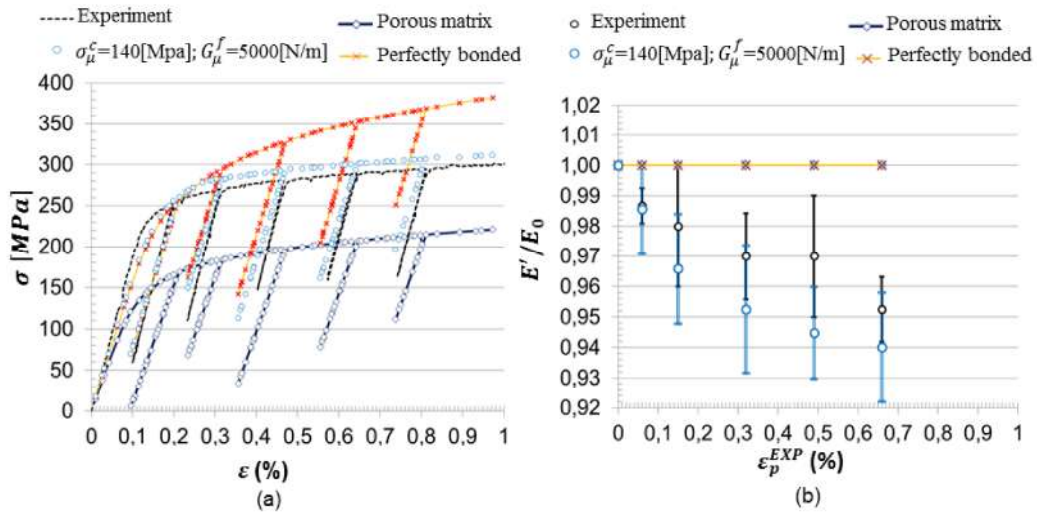 Experiment
Porous matrix
σ_μ^c=140[Mpa]; G_μ^f=5000[N/m]
Perfectly bonded
σ [MPa]
400
350
300
250
200
150
100
50
0
0 0,1 0,2 0,3 0,4 0,5 0,6 0,7 0,8 0,9 1
ε (%)
(a)
Experiment
Porous matrix
σ_μ^c=140[Mpa]; G_μ^f=5000[N/m]
Perfectly bonded
E'/E_0
1,02
1,01
1,00
0,99
0,98
0,97
0,96
0,95
0,94
0,93
0,92
0 0,1 0,2 0,3 0,4 0,5 0,6 0,7 0,8 0,9 1
ε_p^EXP (%)
(b)